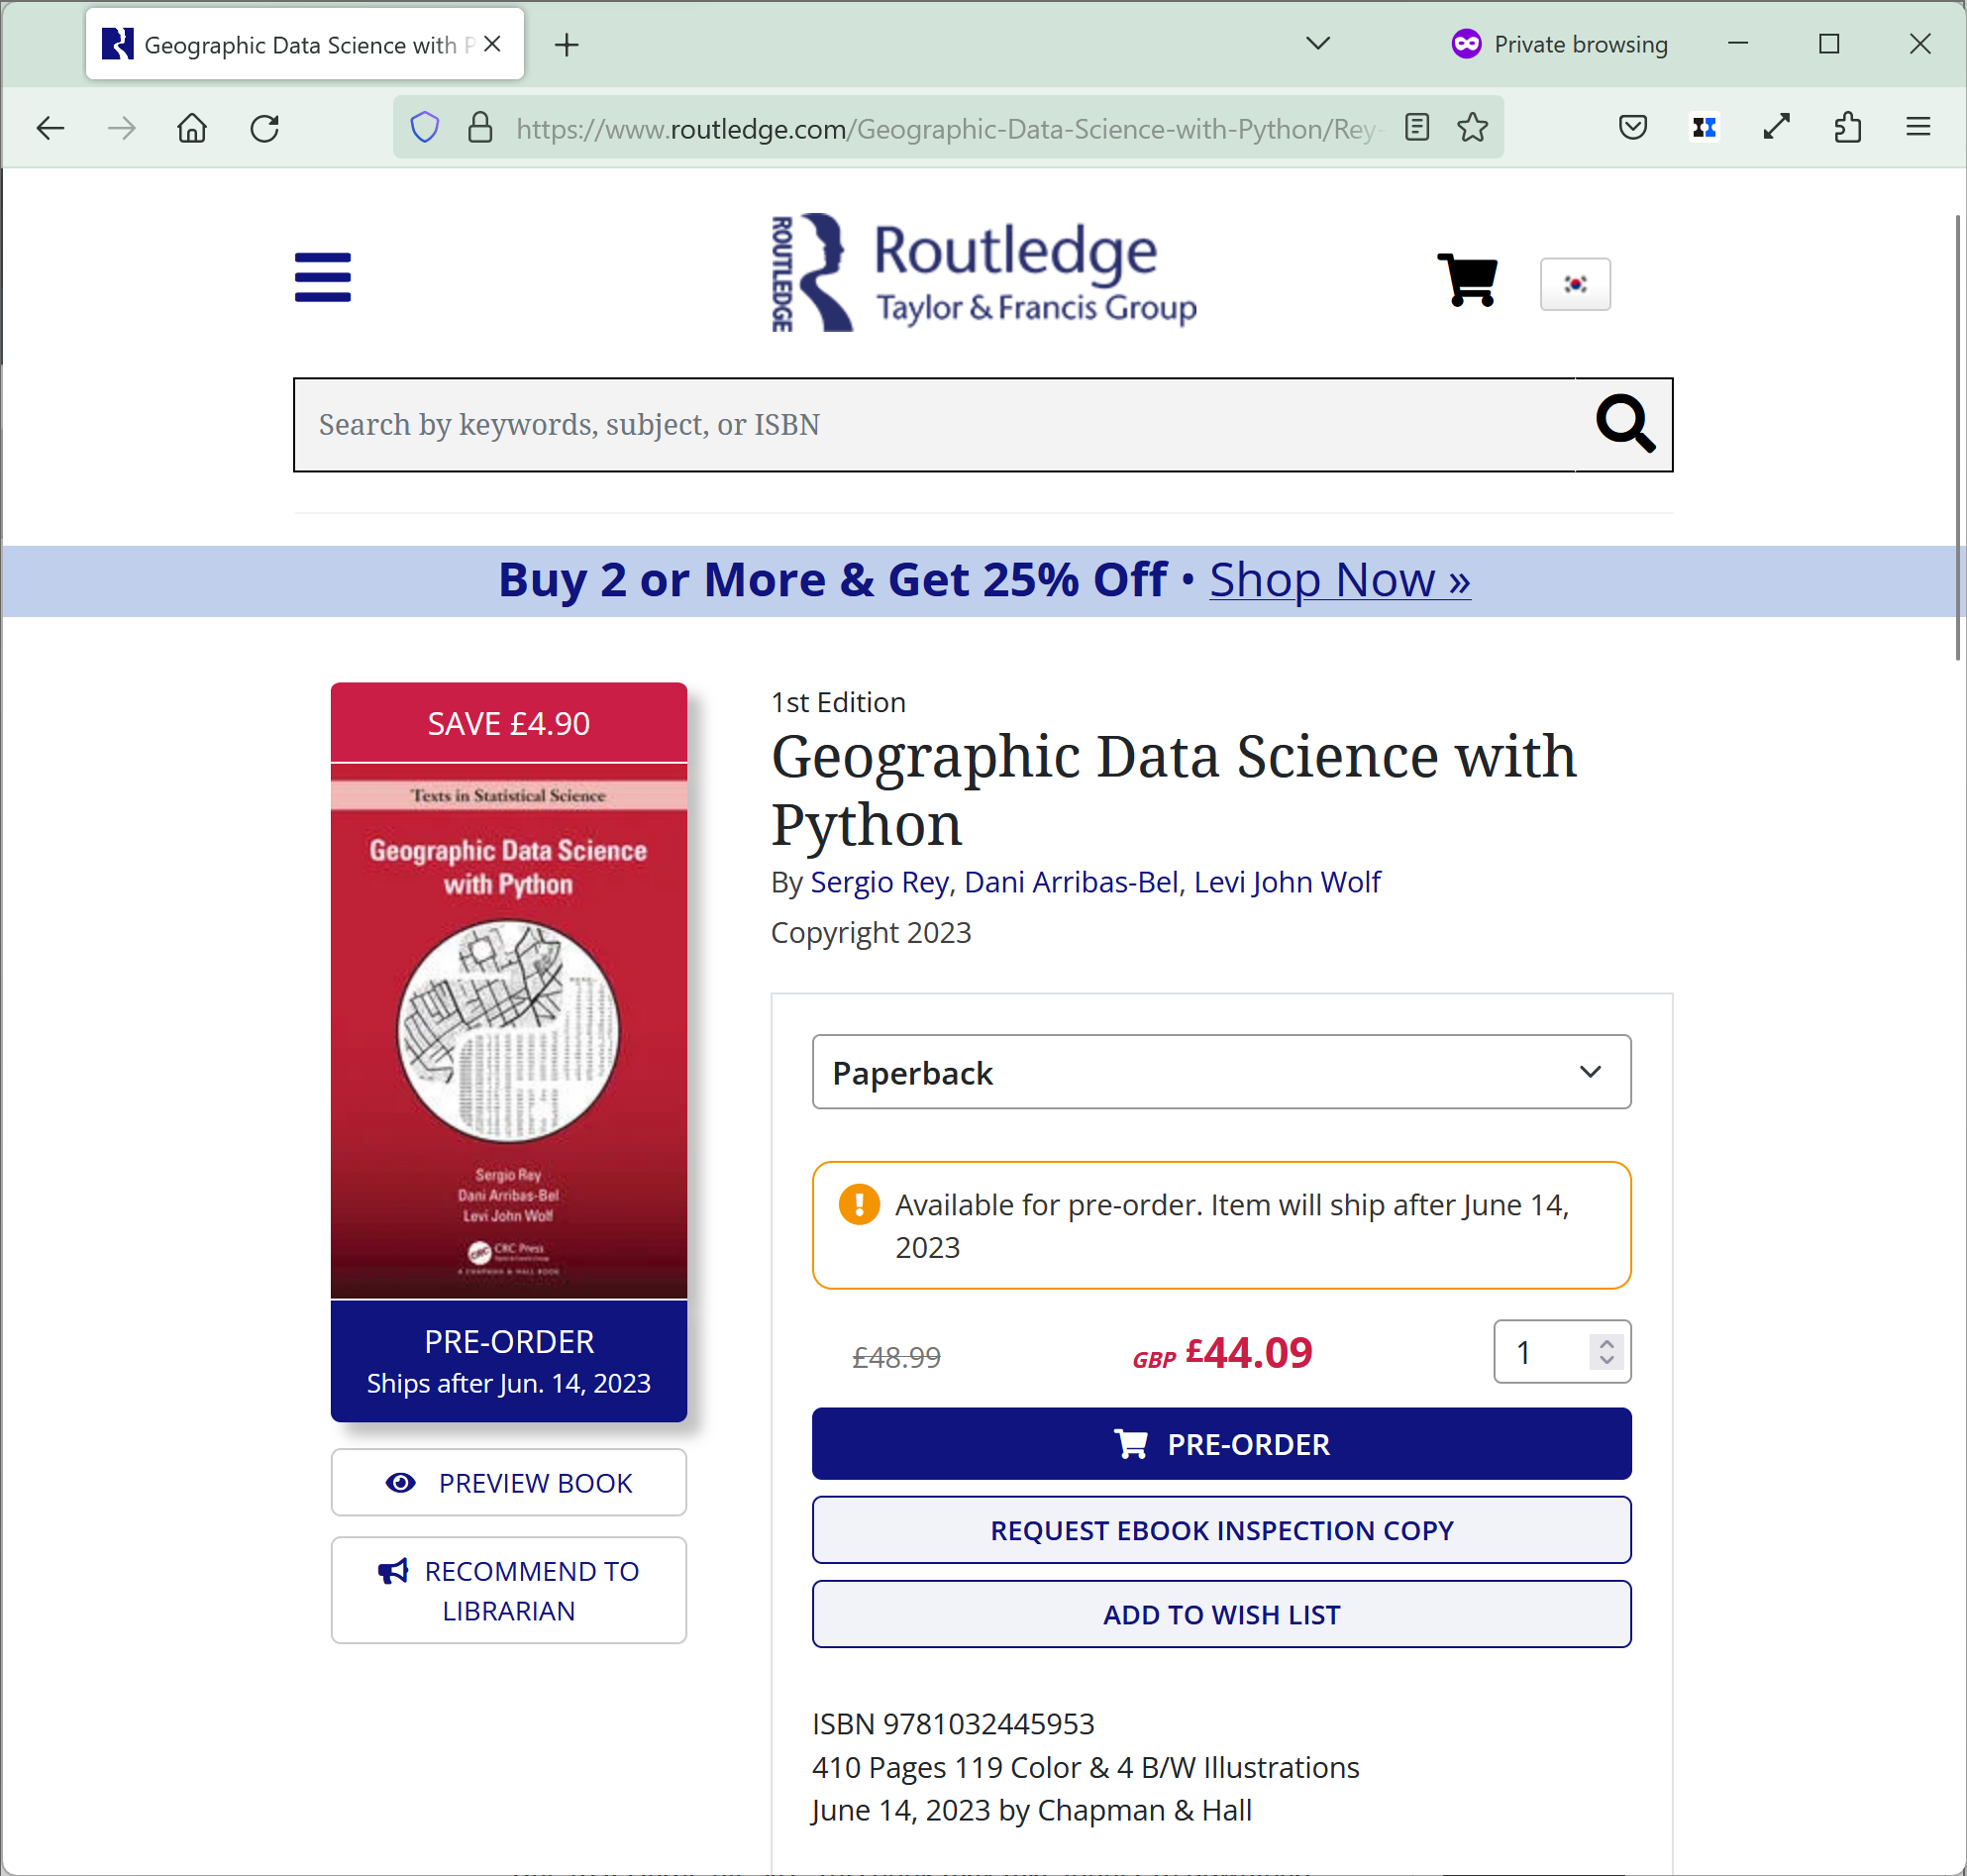 Geographic Data Science with P
Private browsing
https://www.routledge.com/Geographic-Data-Science-with-Python/Rey-
ROUTLEDGE
Routledge
Taylor & Francis Group
Search by keywords, subject, or ISBN
Buy 2 or More & Get 25% Off • Shop Now »
SAVE £4.90
Texts in Statistical Science
Geographic Data Science
with Python
Sergio Rey
Dani Arribas-Bel
Levi John Wolf
CRC Press
A CHAPMAN & HALL BOOK
PRE-ORDER
Ships after Jun. 14, 2023
PREVIEW BOOK
RECOMMEND TO
LIBRARIAN
1st Edition
Geographic Data Science with
Python
By Sergio Rey, Dani Arribas-Bel, Levi John Wolf
Copyright 2023
Paperback
Available for pre-order. Item will ship after June 14,
2023
£48.99
GBP £44.09
1
PRE-ORDER
REQUEST EBOOK INSPECTION COPY
ADD TO WISH LIST
ISBN 9781032445953
410 Pages 119 Color & 4 B/W Illustrations
June 14, 2023 by Chapman & Hall